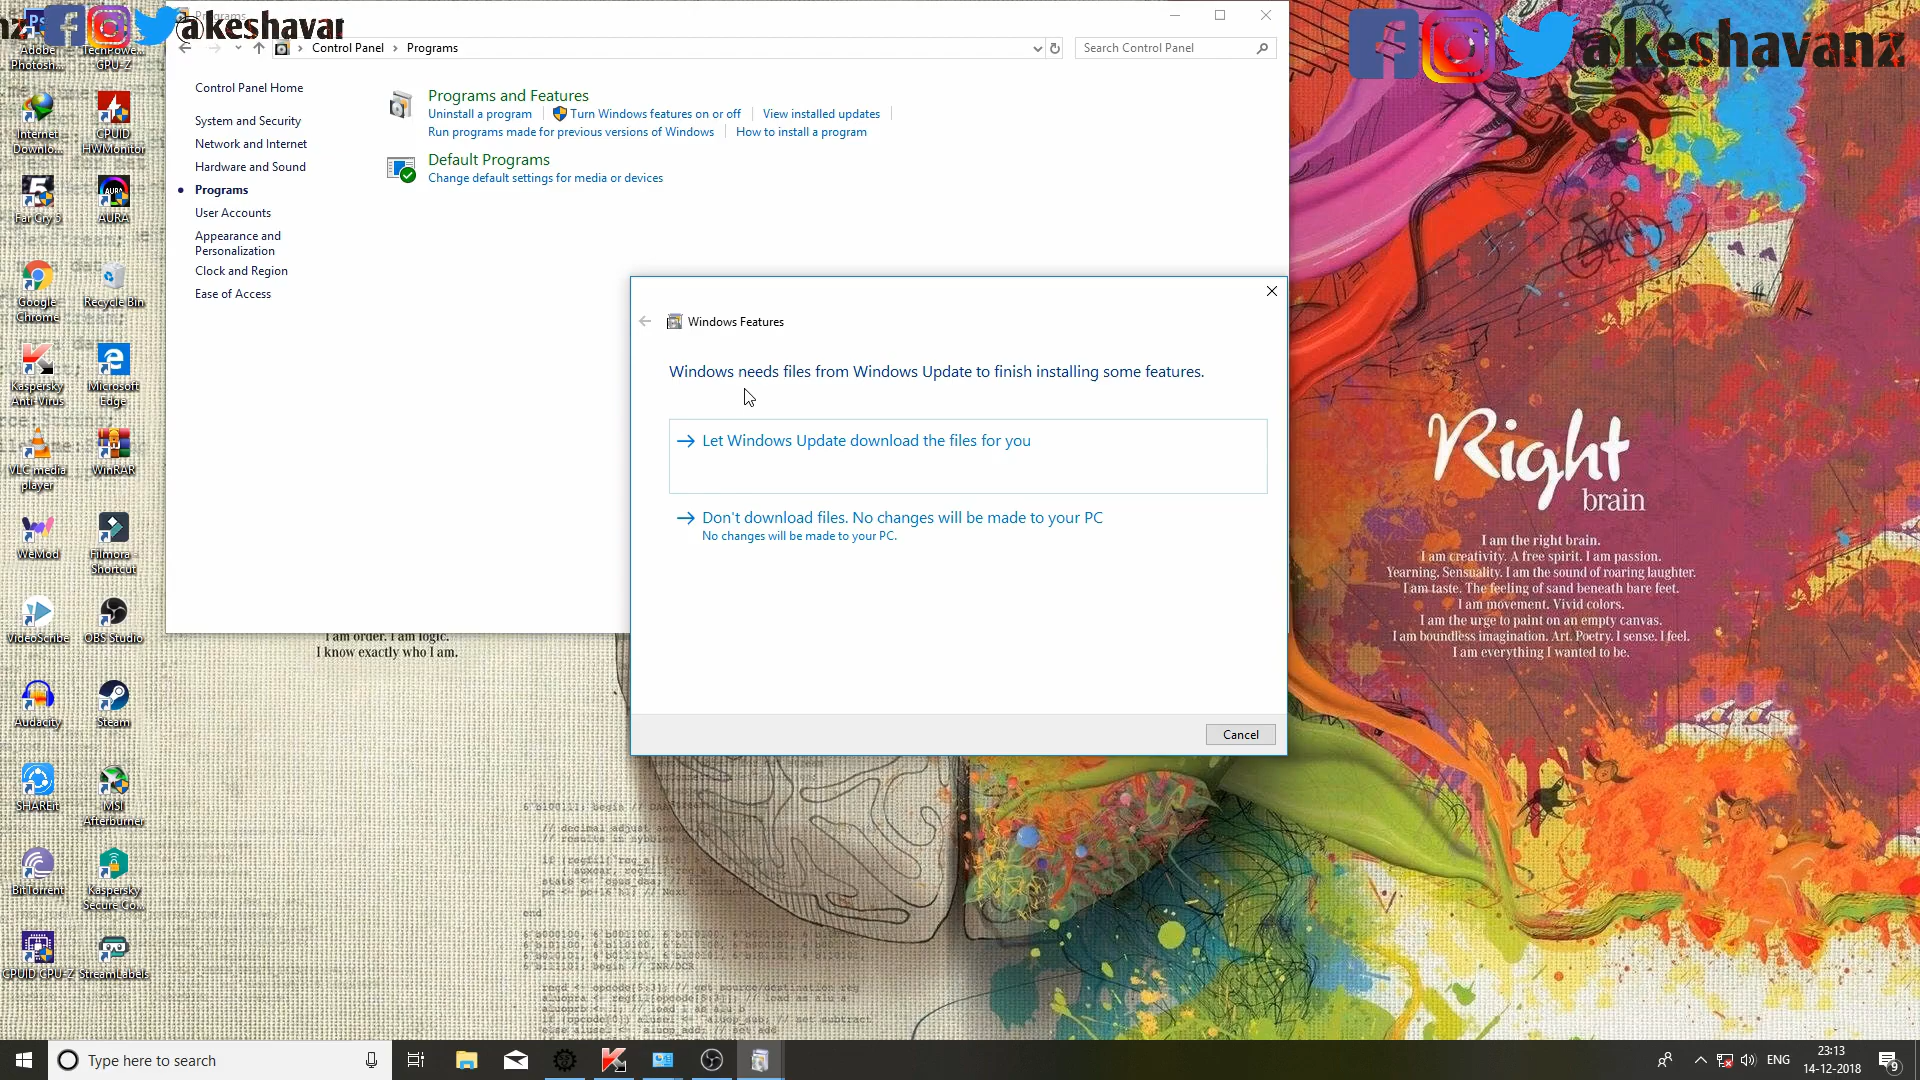 @keshavar
@keshavanz
Programs
Control Panel
Programs
Search Control Panel
Control Panel Home
System and Security
Network and Internet
Hardware and Sound
Programs
User Accounts
Appearance and
Personalization
Clock and Region
Ease of Access
Programs and Features
Uninstall a program
Turn Windows features on or off
View installed updates
Run programs made for previous versions of Windows
How to install a program
Default Programs
Change default settings for media or devices
Windows Features
Windows needs files from Windows Update to finish installing some features.
Let Windows Update download the files for you
Don't download files. No changes will be made to your PC
No changes will be made to your PC.
Cancel
Adobe
Photosh...
TechPowe...
GPU-Z
Internet
Downlo...
CPUID
HWMonitor
Far Cry 5
AURA
Google
Chrome
Recycle Bin
Kaspersky
Anti-Virus
Microsoft
Edge
VLC media
player
WinRAR
WeMod
Filmora -
Shortcut
VideoScribe
OBS Studio
Audacity
Steam
SHAREit
MSI
Afterburner
BitTorrent
Kaspersky
Secure Co...
CPUID GPU-Z
StreamLabels
I am order. I am logic.
I know exactly who I am.
Right
brain
I am the right brain.
I am creativity. A free spirit. I am passion.
Yearning. Sensuality. I am the sound of roaring laughter.
I am taste. The feeling of sand beneath bare feet.
I am movement. Vivid colors.
I am the urge to paint on an empty canvas.
I am boundless imagination. Art. Poetry. I sense. I feel.
I am everything I wanted to be.
end
Type here to search
ENG
23:13
14-12-2018
9